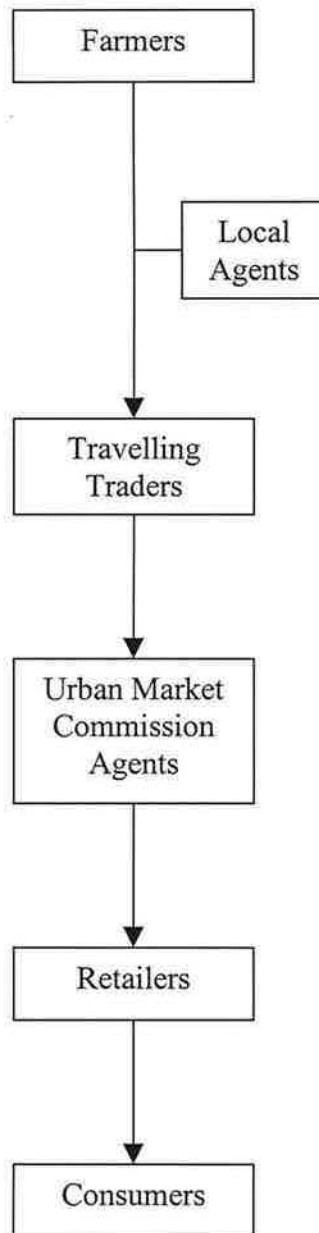 Farmers
Local
Agents
Travelling
Traders
Urban Market
Commission
Agents
Retailers
Consumers